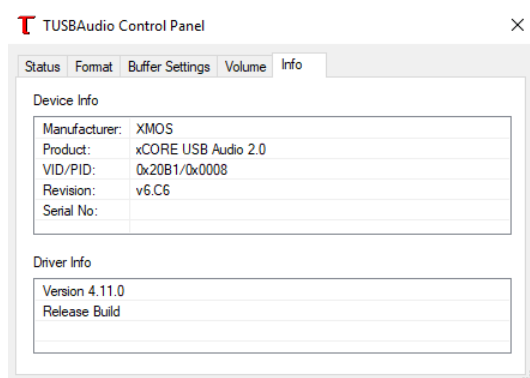 TUSBAudio Control Panel
Status Format Buffer Settings Volume Info
Device Info
Manufacturer: XMOS
Product: xCORE USB Audio 2.0
VID/PID: 0x20B1/0x0008
Revision: v6.C6
Serial No:
Driver Info
Version 4.11.0
Release Build